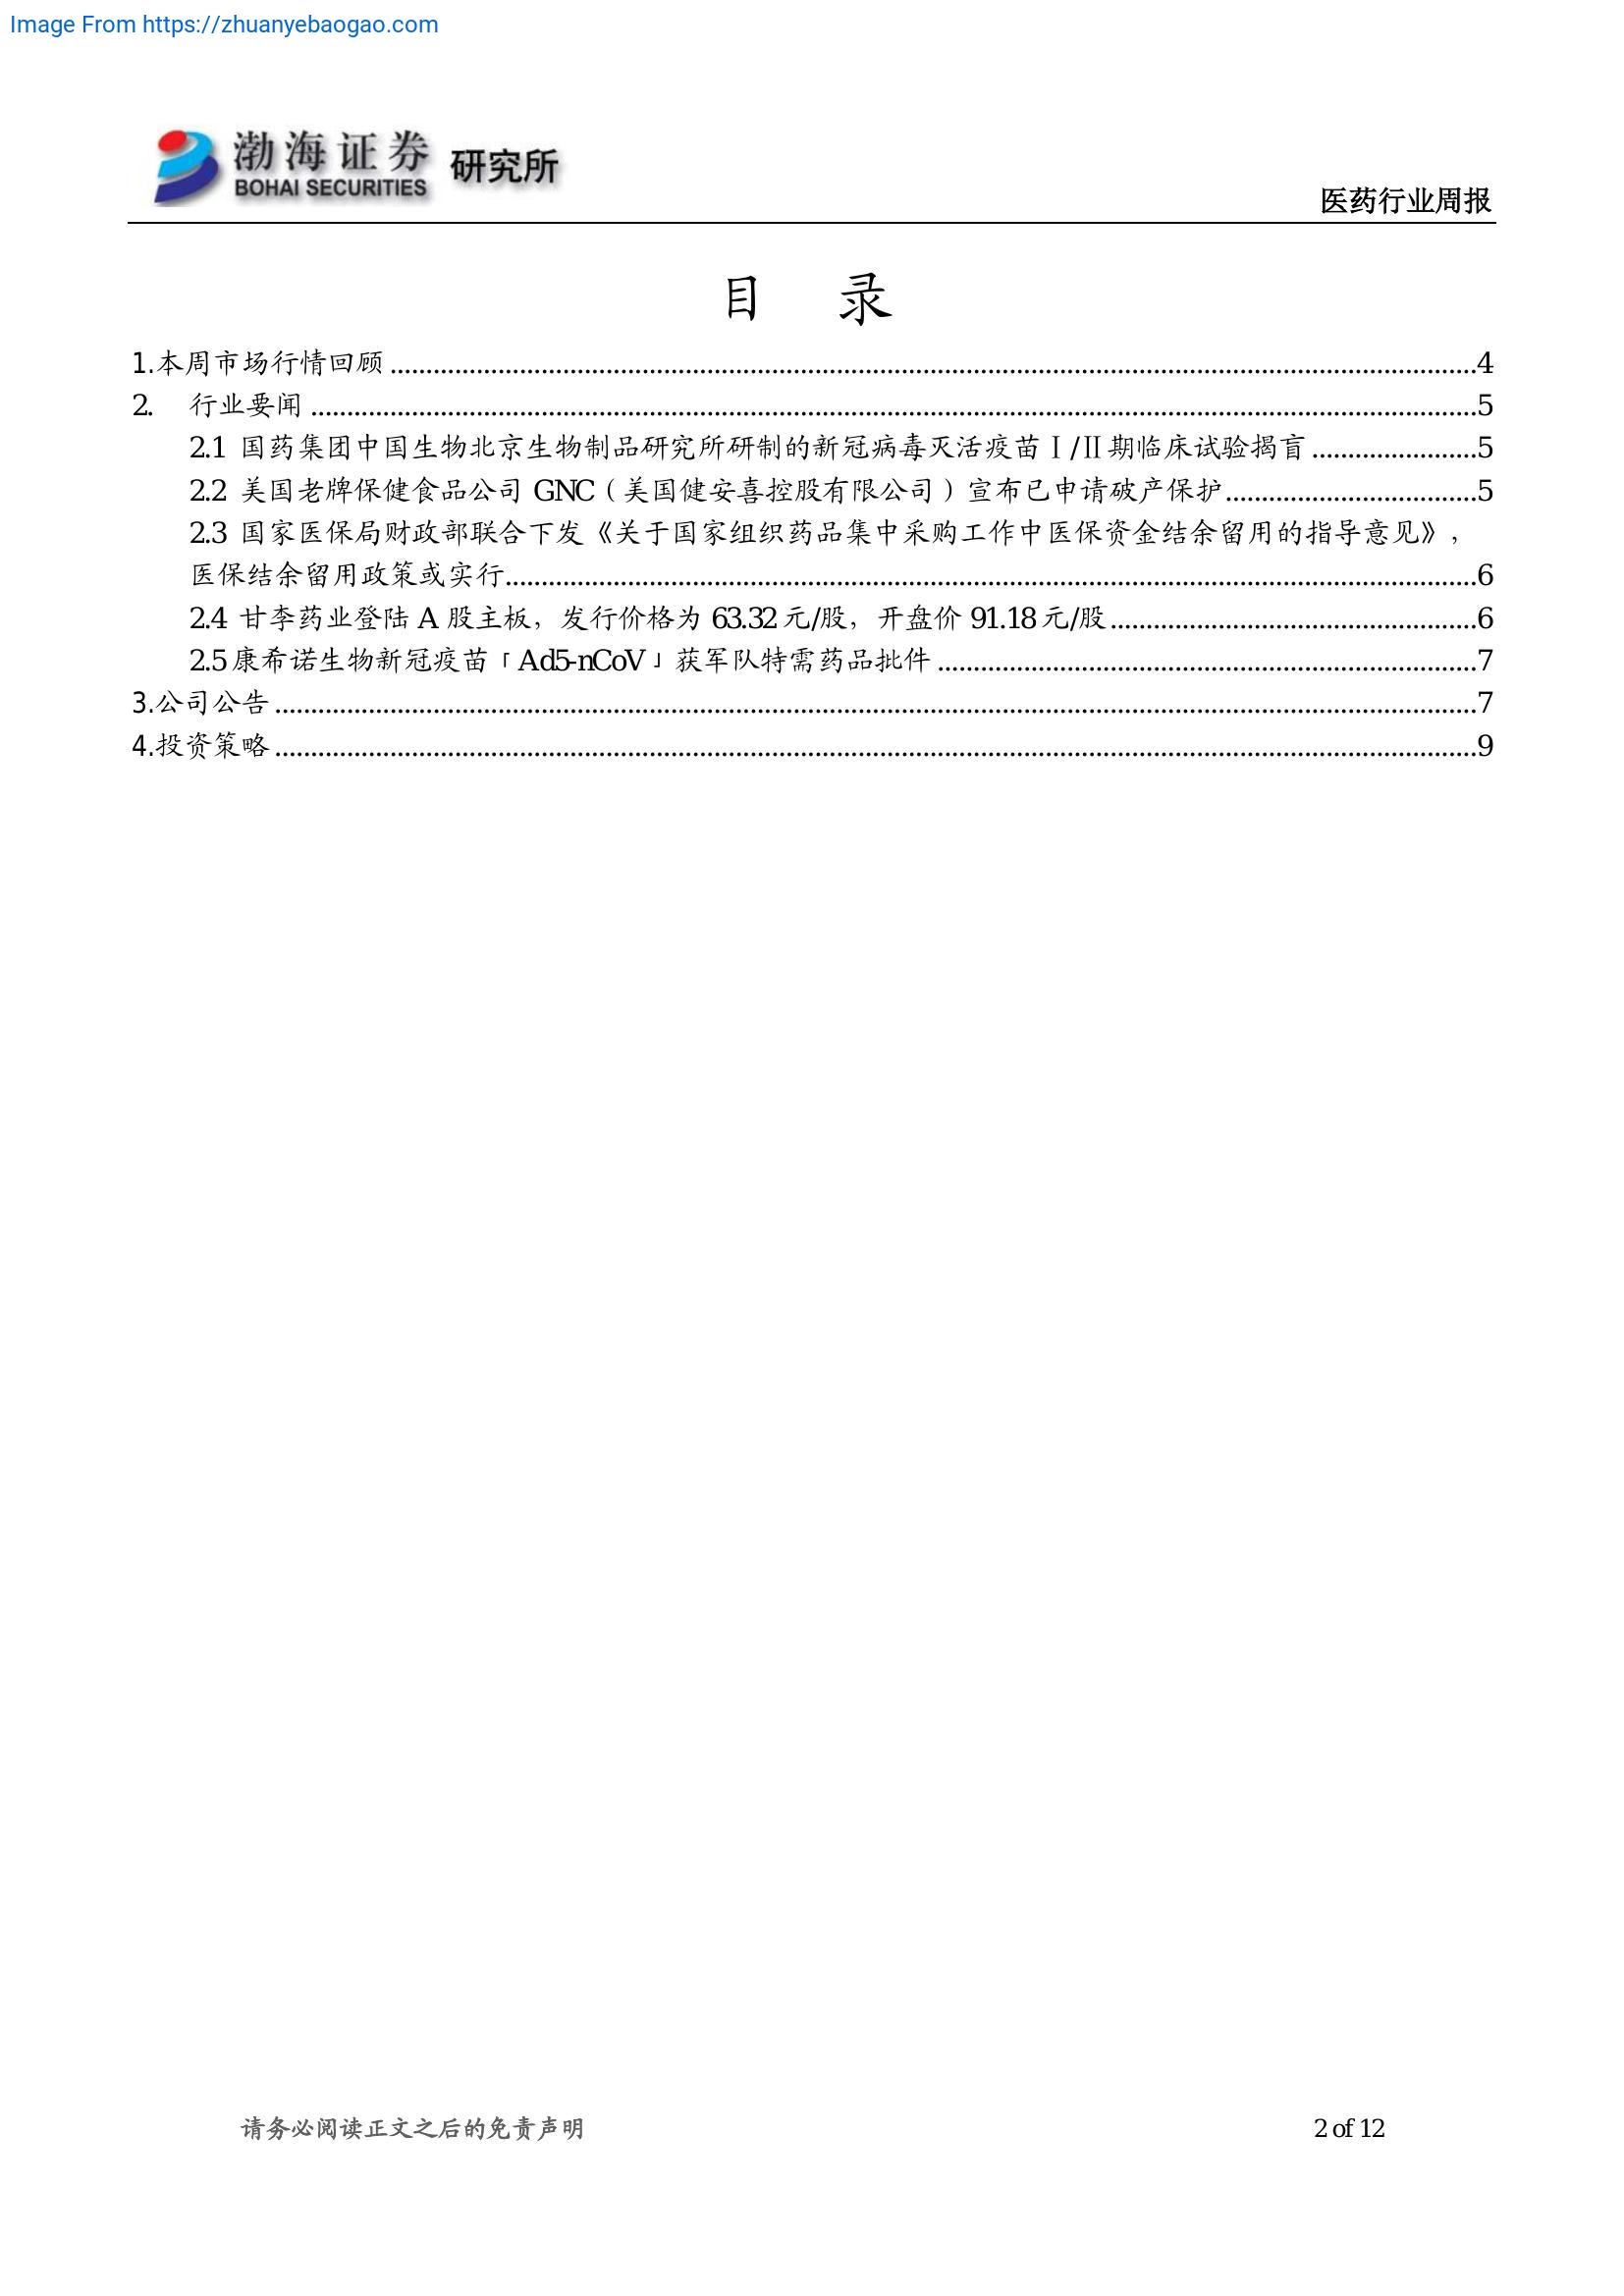 Image From https://zhuanyebaogao.com
渤海证券 研究所
BOHAI SECURITIES
医药行业周报
目 录
1.本周市场行情回顾........................................................................4
2. 行业要闻........................................................................5
2.1 国药集团中国生物北京生物制品研究所研制的新冠病毒灭活疫苗Ⅰ/Ⅱ期临床试验揭盲.......................5
2.2 美国老牌保健食品公司 GNC（美国健安喜控股有限公司）宣布已申请破产保护...................................5
2.3 国家医保局财政部联合下发《关于国家组织药品集中采购工作中医保资金结余留用的指导意见》，
医保结余留用政策或实行........................................................................6
2.4 甘李药业登陆 A 股主板，发行价格为 63.32 元/股，开盘价 91.18 元/股...................................................6
2.5 康希诺生物新冠疫苗「Ad5-nCoV」获军队特需药品批件........................................................................7
3.公司公告........................................................................7
4.投资策略........................................................................9
请务必阅读正文之后的免责声明
2 of 12